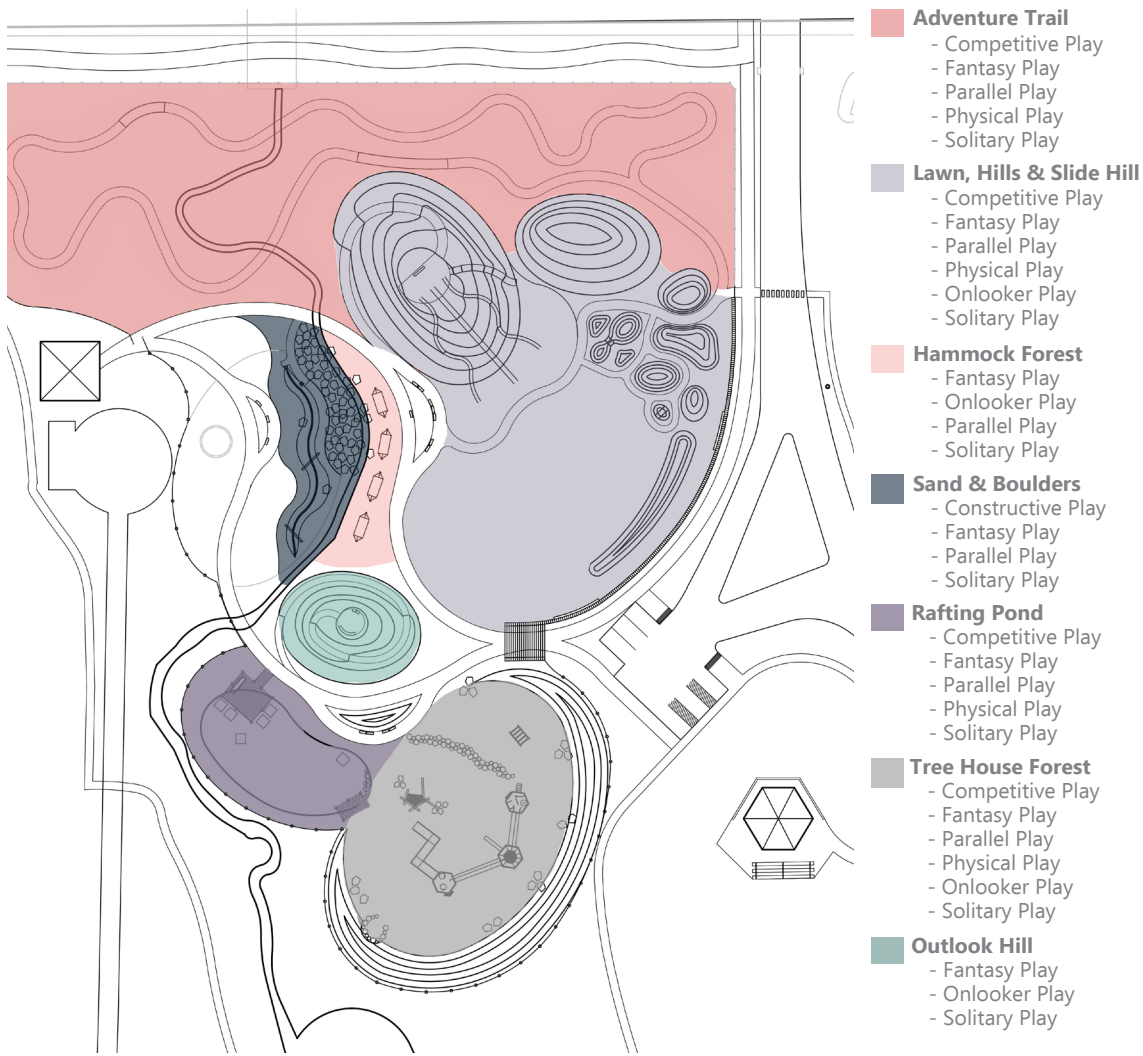 Adventure Trail
- Competitive Play
- Fantasy Play
- Parallel Play
- Physical Play
- Solitary Play
Lawn, Hills & Slide Hill
- Competitive Play
- Fantasy Play
- Parallel Play
- Physical Play
- Onlooker Play
- Solitary Play
Hammock Forest
- Fantasy Play
- Onlooker Play
- Parallel Play
- Solitary Play
Sand & Boulders
- Constructive Play
- Fantasy Play
- Parallel Play
- Solitary Play
Rafting Pond
- Competitive Play
- Fantasy Play
- Parallel Play
- Physical Play
- Solitary Play
Tree House Forest
- Competitive Play
- Fantasy Play
- Parallel Play
- Physical Play
- Onlooker Play
- Solitary Play
Outlook Hill
- Fantasy Play
- Onlooker Play
- Solitary Play